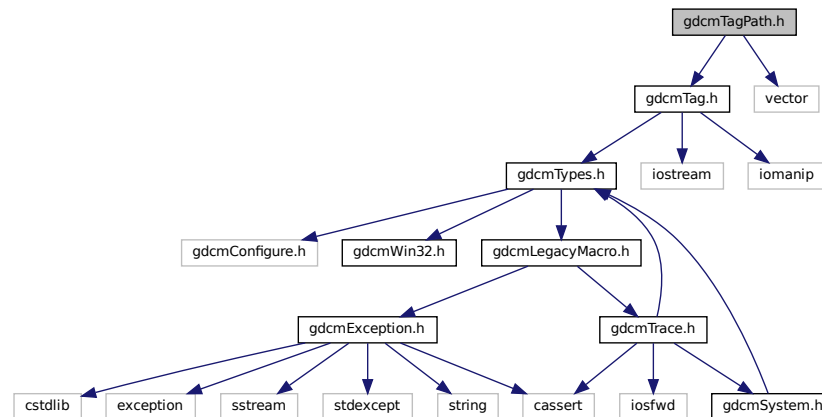 gdcmTagPath.h
gdcmTag.h
vector
gdcmTypes.h
iostream
iomanip
gdcmConfigure.h
gdcmWin32.h
gdcmLegacyMacro.h
gdcmException.h
gdcmTrace.h
cstdlib
exception
sstream
stdexcept
string
cassert
iosfwd
gdcmSystem.h